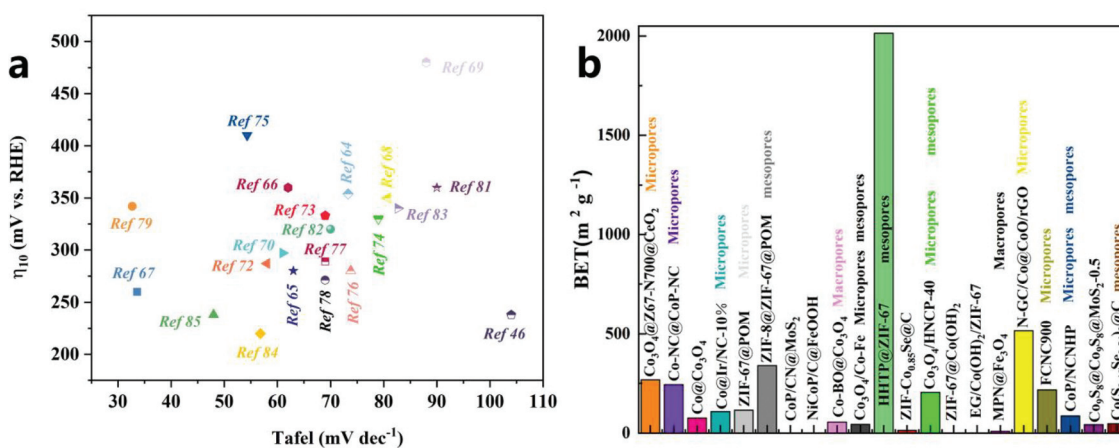 a
500
450
400
350
300
250
200
η10 (mV vs. RHE)
30 40 50 60 70 80 90 100 110
Tafel (mV dec-1)
Ref 69
Ref 75
Ref 64
Ref 68
Ref 66
Ref 81
Ref 79
Ref 73
Ref 82
Ref 83
Ref 70
Ref 77
Ref 74
Ref 72
Ref 67
Ref 65
Ref 78
Ref 76
Ref 85
Ref 84
Ref 46
b
2000
1500
1000
500
0
BET(m2 g-1)
Co3O4@Z67-N700@CeO2 Micropores
Co-NC@CoP-NC Micropores
Co@Co3O4
Co@Ir/NC-10% Micropores
ZIF-67@POM Micropores
ZIF-8@ZIF-67@POM mesopores
CoP/CN@MoS2
NiCoP/C@FeOOH
Co-BO@Co3O4 Macropores
Co3O4/Co-Fe Micropores mesopores
HHTP@ZIF-67 mesopores
ZIF-Co0.85Se@C
Co3O4/HNCP-40 Micropores mesopores
ZIF-67@Co(OH)2
EG/Co(OH)2/ZIF-67
MPN@Fe3O4 Macropores
N-GC/Co@CoO/rGO Micropores
FCNC900 Micropores
CoP/NCNHP Micropores mesopores
Co9S8@Co9S8@MoS2-0.5
mesopores